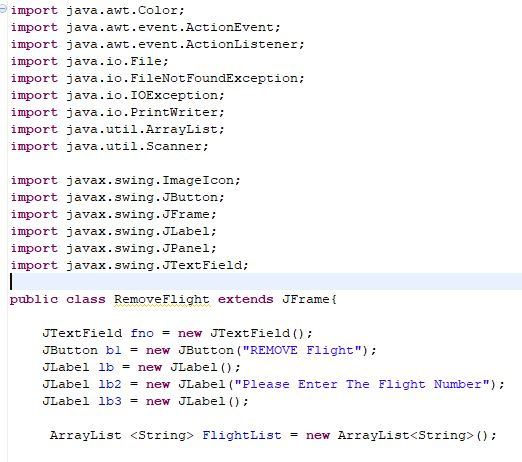 import java.awt.Color;
import java.awt.event.ActionEvent;
import java.awt.event.ActionListener;
import java.io.File;
import java.io.FileNotFoundException;
import java.io.IOException;
import java.io.PrintWriter;
import java.util.ArrayList;
import java.util.Scanner;

import javax.swing.ImageIcon;
import javax.swing.JButton;
import javax.swing.JFrame;
import javax.swing.JLabel;
import javax.swing.JPanel;
import javax.swing.JTextField;

public class RemoveFlight extends JFrame{

    JTextField fno = new JTextField();
    JButton b1 = new JButton("REMOVE Flight");
    JLabel lb = new JLabel();
    JLabel lb2 = new JLabel("Please Enter The Flight Number");
    JLabel lb3 = new JLabel();

     ArrayList <String> FlightList = new ArrayList<String>();